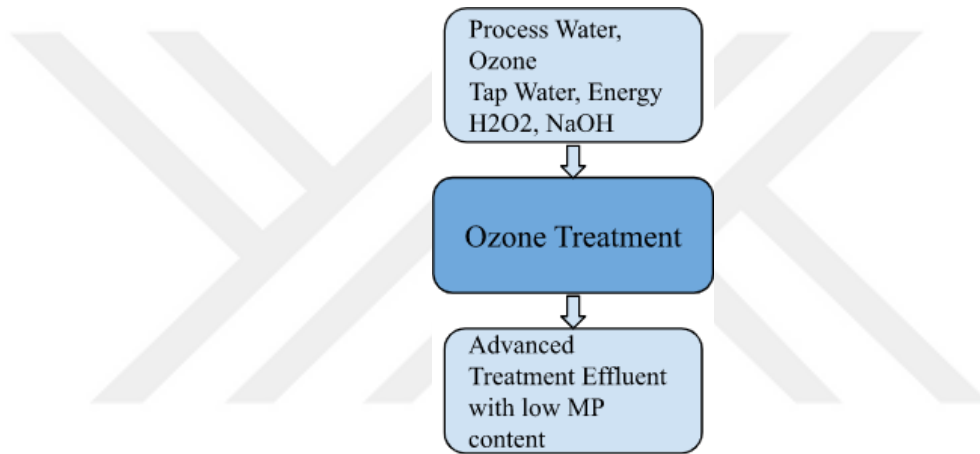 Process Water,
Ozone
Tap Water, Energy
H2O2, NaOH
Ozone Treatment
Advanced
Treatment Effluent
with low MP
content